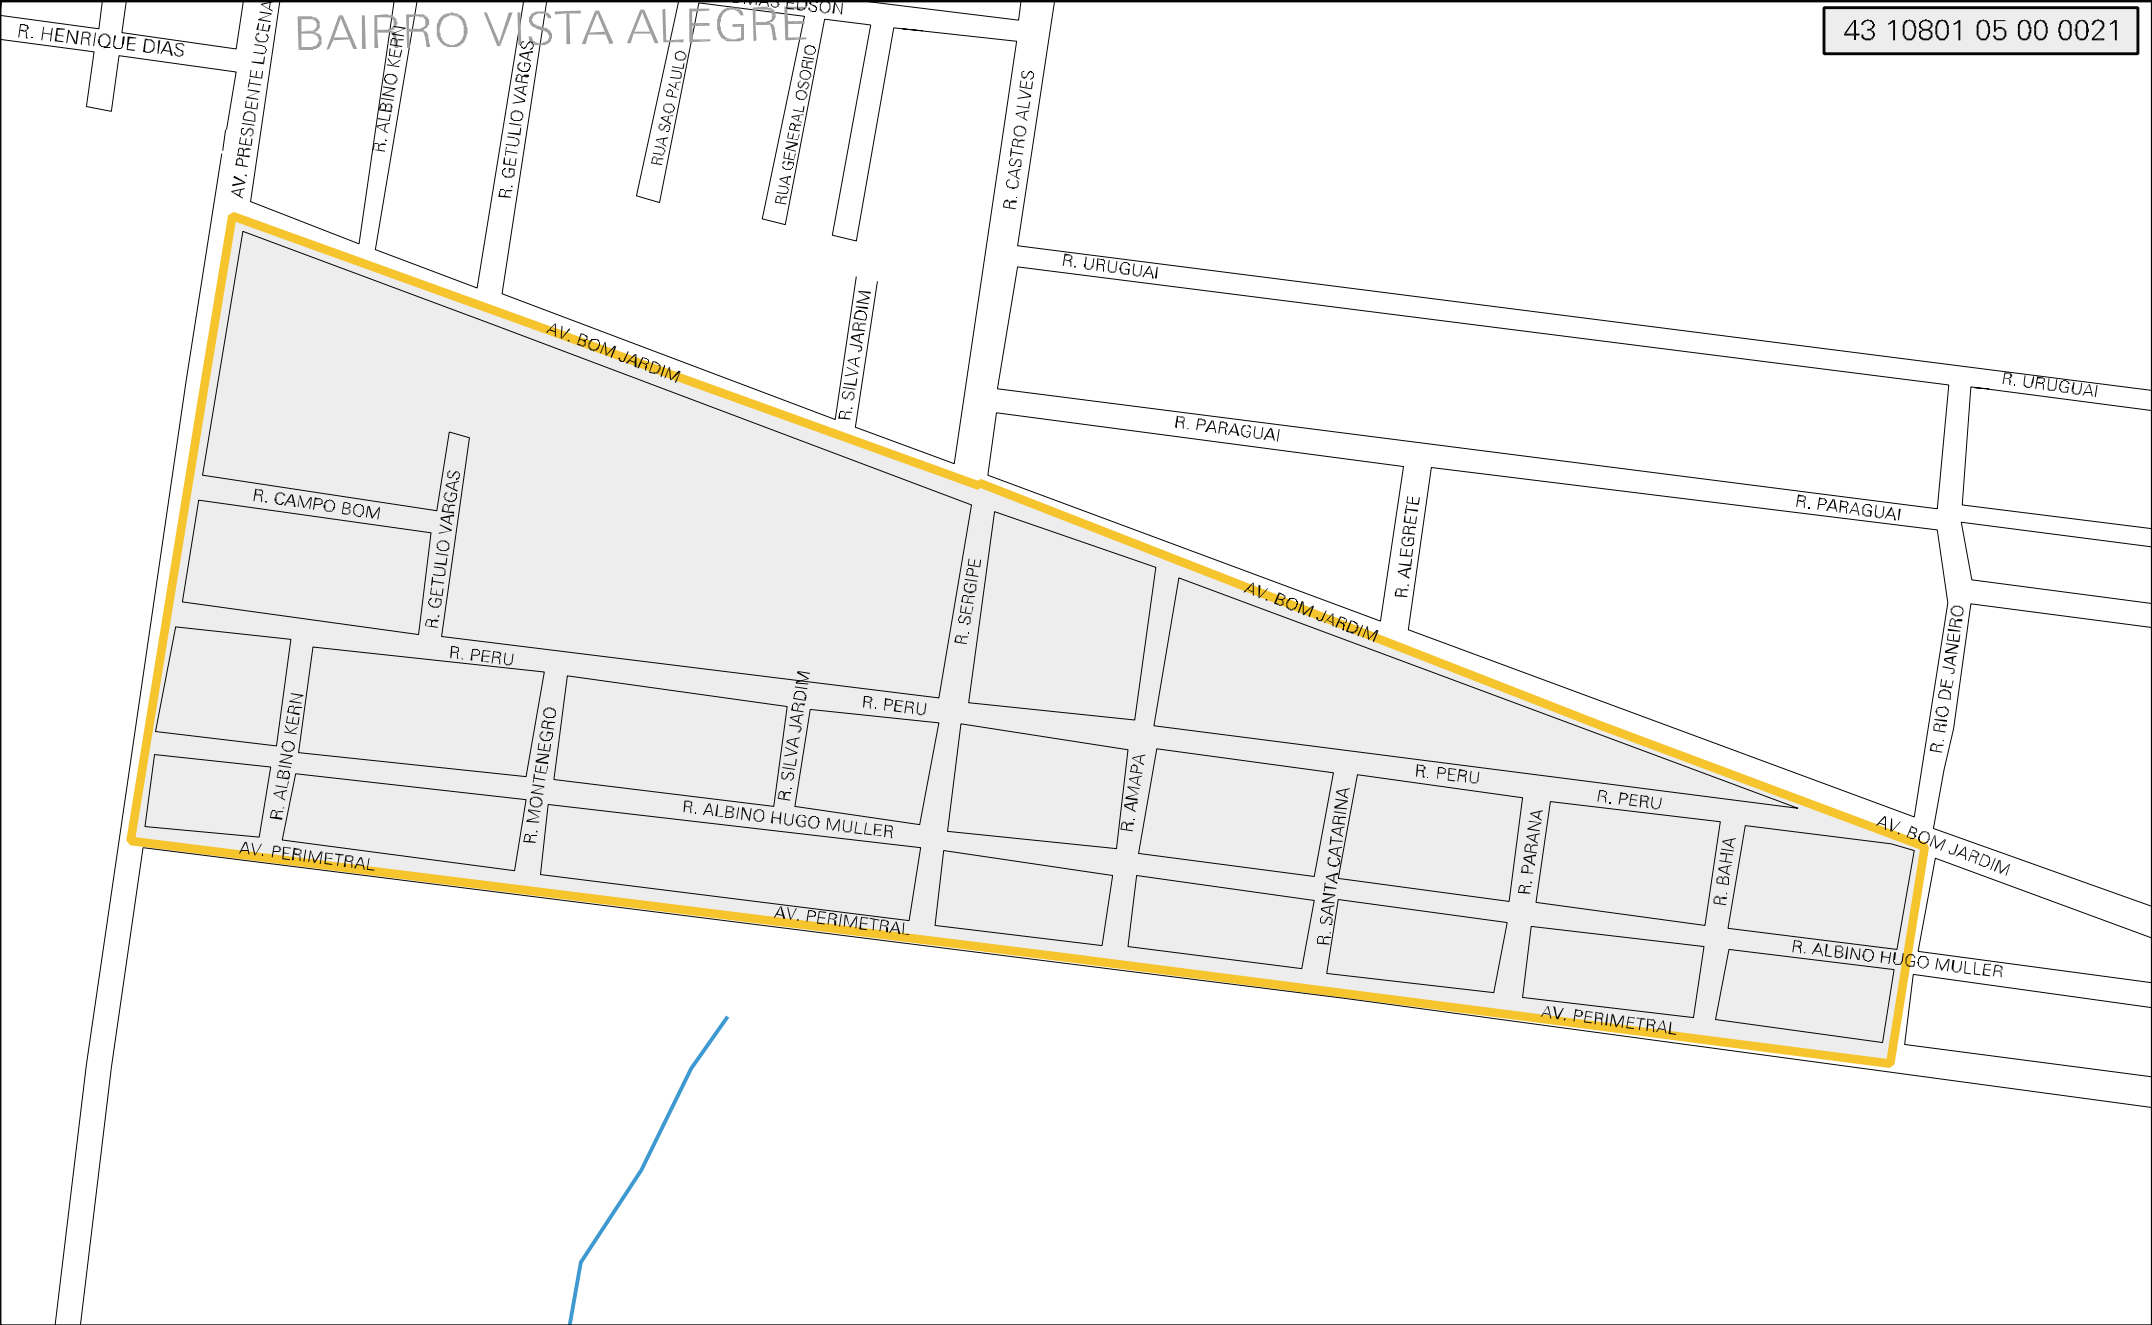 BAIRRO VISTA ALEGRE
EDSON
43 10801 05 00 0021
R. HENRIQUE DIAS
AV. PRESIDENTE LUCENA
R. ALBINO KERN
R. GETULIO VARGAS
RUA SAO PAULO
RUA GENERAL OSORIO
R. CASTRO ALVES
R. URUGUAI
R. URUGUAI
AV. BOM JARDIM
R. SILVA JARDIM
R. PARAGUAI
R. PARAGUAI
R. CAMPO BOM
R. GETULIO VARGAS
R. SERGIPE
R. ALEGRETE
AV. BOM JARDIM
R. RIO DE JANEIRO
R. PERU
R. PERU
R. PERU
R. PERU
R. ALBINO KERN
R. MONTENEGRO
R. SILVA JARDIM
R. AMAPA
R. SANTA CATARINA
R. PARANA
R. BAHIA
AV. BOM JARDIM
R. ALBINO HUGO MULLER
R. ALBINO HUGO MULLER
AV. PERIMETRAL
AV. PERIMETRAL
AV. PERIMETRAL